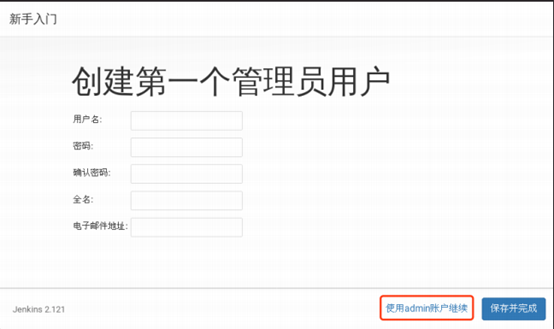 新手入门
创建第一个管理员用户
用户名:
密码:
确认密码:
全名:
电子邮件地址:
Jenkins 2.121
使用admin账户继续
保存并完成